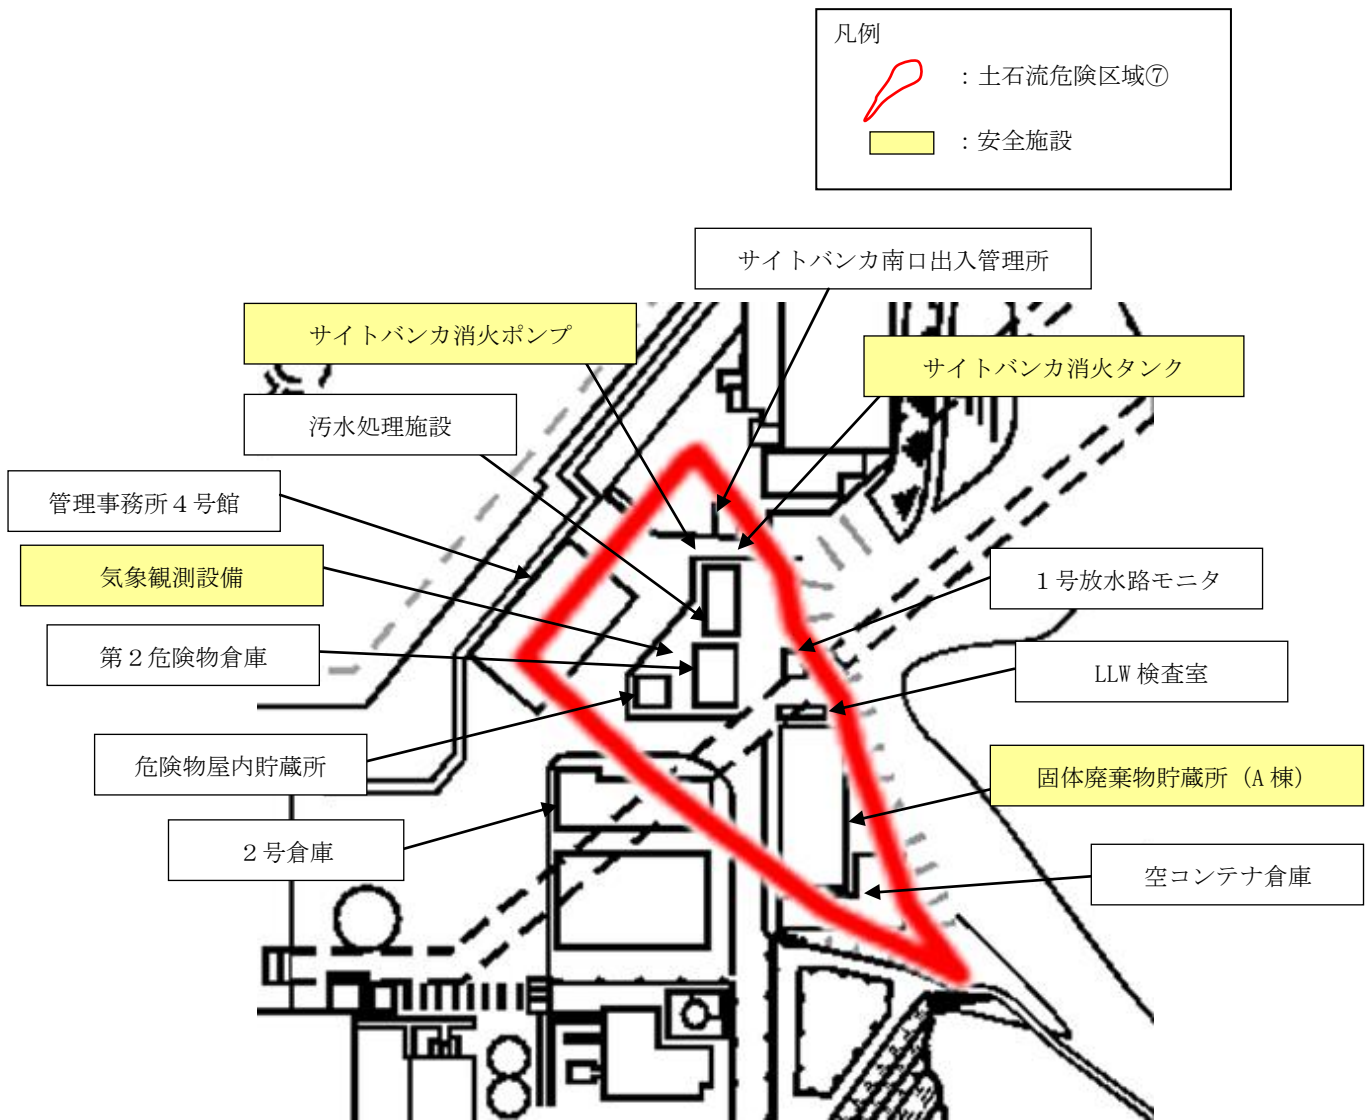 凡例
：土石流危険区域⑦
：安全施設
サイトバンカ南口出入管理所
サイトバンカ消火ポンプ
サイトバンカ消火タンク
汚水処理施設
管理事務所４号館
気象観測設備
１号放水路モニタ
第２危険物倉庫
LLW 検査室
危険物屋内貯蔵所
固体廃棄物貯蔵所（A 棟）
２号倉庫
空コンテナ倉庫